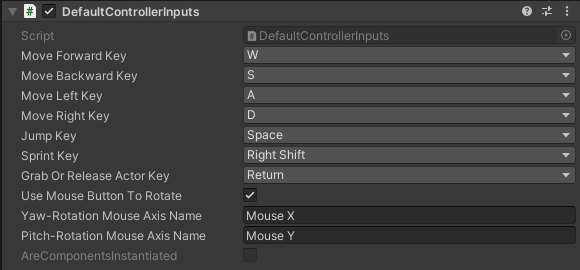 DefaultControllerInputs
Script DefaultControllerInputs
Move Forward Key W
Move Backward Key S
Move Left Key A
Move Right Key D
Jump Key Space
Sprint Key Right Shift
Grab Or Release Actor Key Return
Use Mouse Button To Rotate
Yaw-Rotation Mouse Axis Name Mouse X
Pitch-Rotation Mouse Axis Name Mouse Y
AreComponentsInstantiated